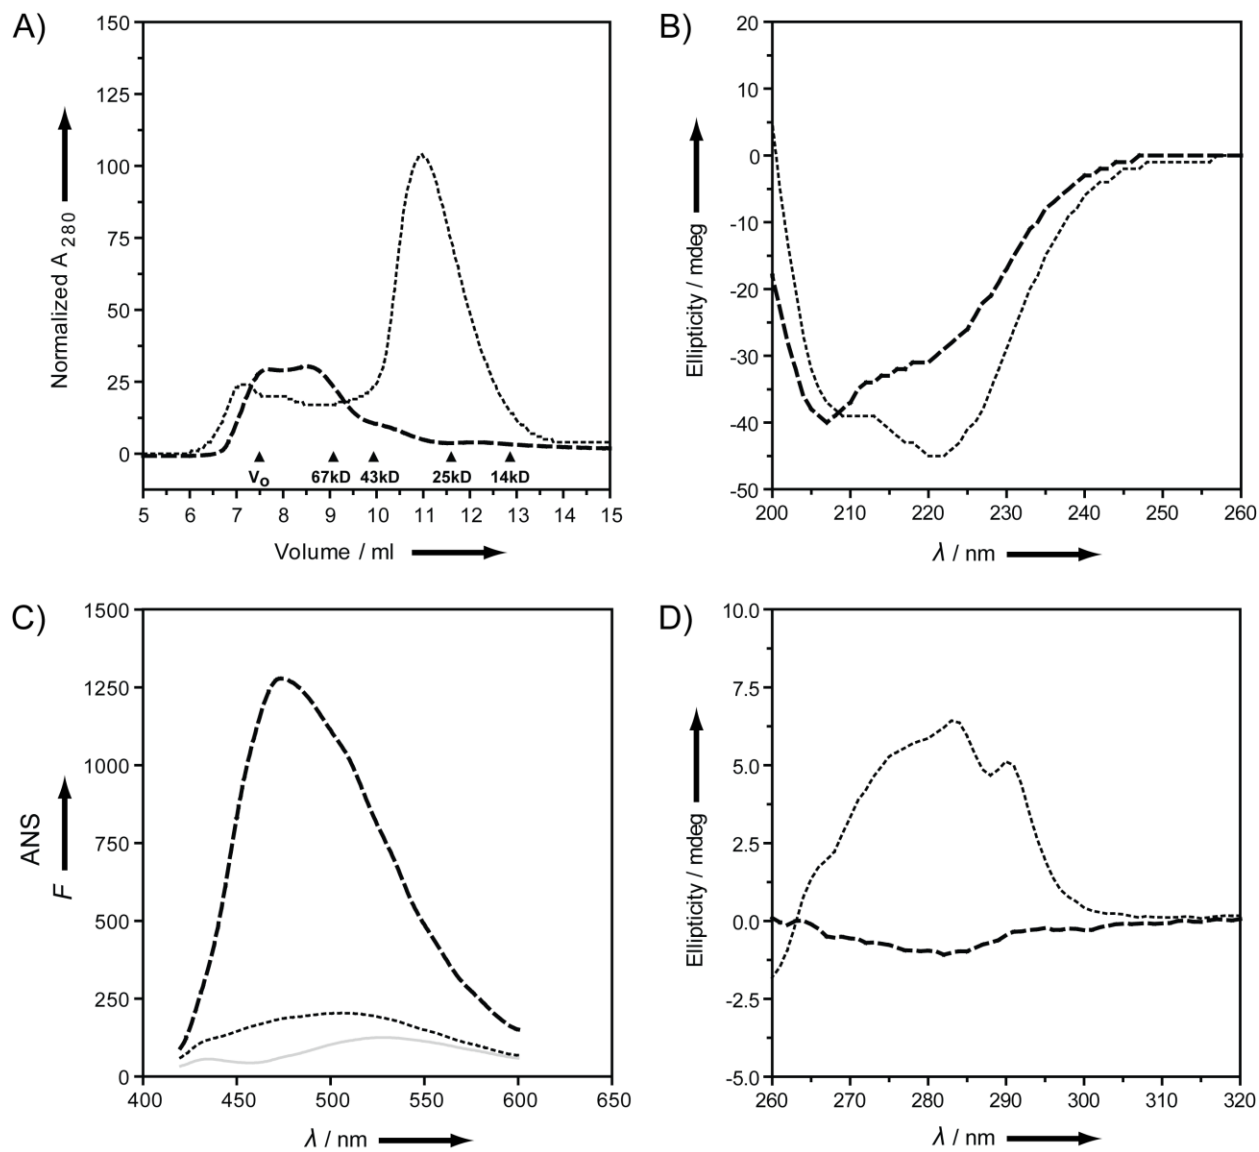 A)
150
125
100
75
50
25
0
Normalized A280
Vo 67kD 43kD 25kD 14kD
5 6 7 8 9 10 11 12 13 14 15
Volume / ml
B)
20
10
0
-10
-20
-30
-40
-50
Ellipticity / mdeg
200 210 220 230 240 250 260
λ / nm
C)
1500
1250
1000
750
500
250
0
ANS
F
400 450 500 550 600 650
λ / nm
D)
10.0
7.5
5.0
2.5
0.0
-2.5
-5.0
Ellipticity / mdeg
260 270 280 290 300 310 320
λ / nm